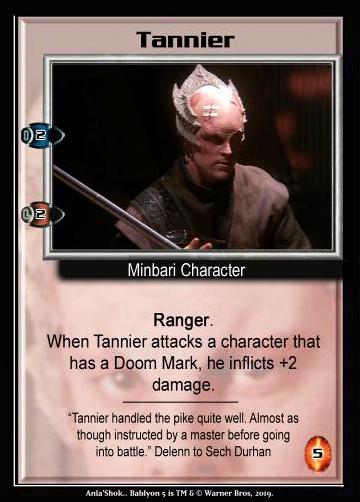 Tannier
D 2
2
Minbari Character
Ranger.
When Tannier attacks a character that
has a Doom Mark, he inflicts +2
damage.
“Tannier handled the pike quite well. Almost as
though instructed by a master before going
into battle.” Delenn to Sech Durhan
5
Anla'Shok.. Bablyon 5 is TM & © Warner Bros, 2019.